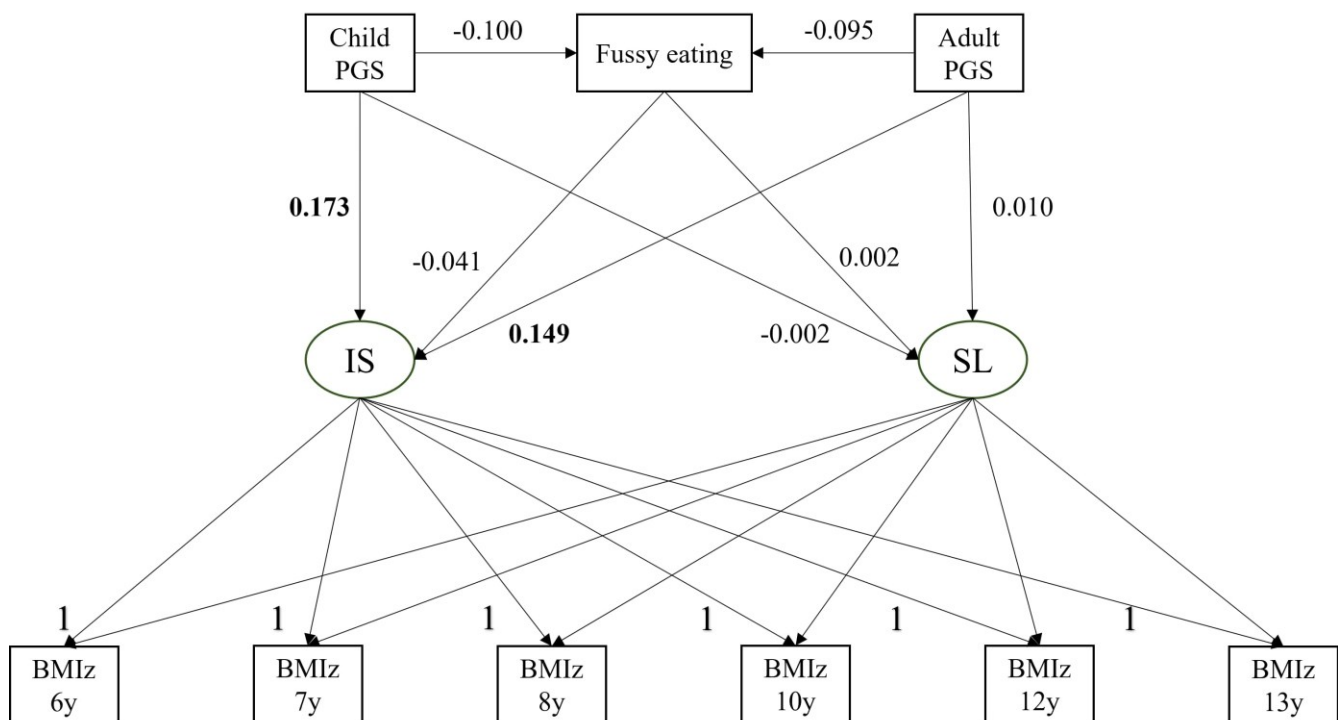 Child
PGS
-0.100
Fussy eating
-0.095
Adult
PGS
0.173
0.010
-0.041
0.002
0.149
-0.002
IS
SL
1
1
1
1
1
1
BMIz
6y
BMIz
7y
BMIz
8y
BMIz
10y
BMIz
12y
BMIz
13y